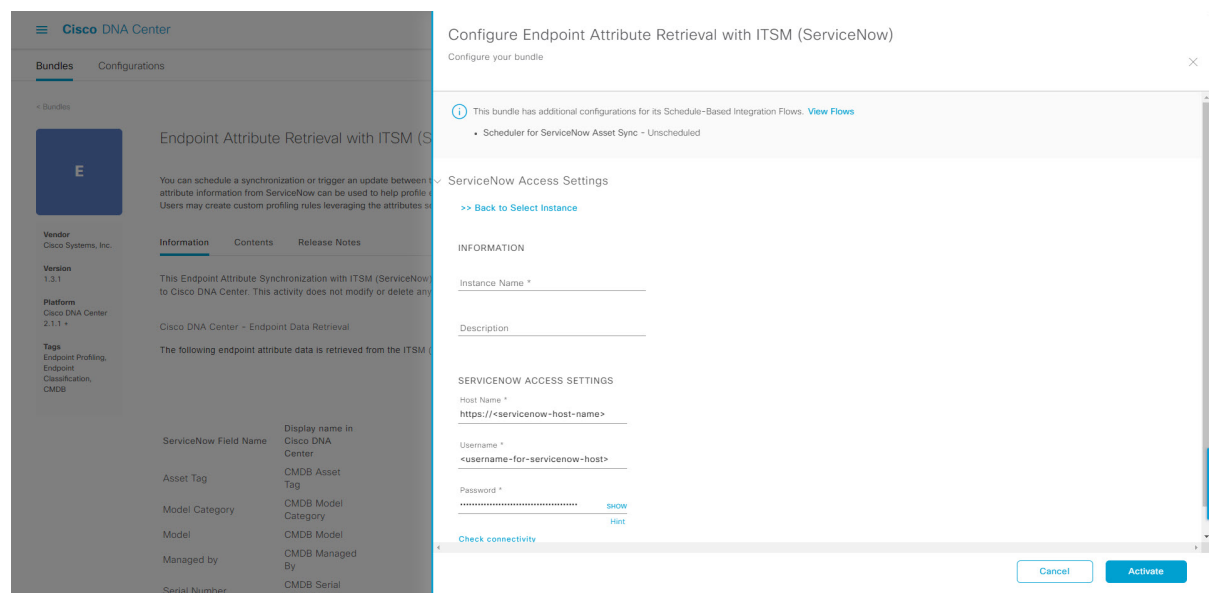 Cisco DNA Center
Bundles Configurations
< Bundles
E
Vendor
Cisco Systems, Inc.
Version
1.3.1
Platform
Cisco DNA Center
2.1.1 +
Tags
Endpoint Profiling,
Endpoint
Classification,
CMDB
Endpoint Attribute Retrieval with ITSM (S
You can schedule a synchronization or trigger an update between
attribute information from ServiceNow can be used to help profile
Users may create custom profiling rules leveraging the attributes
Information Contents Release Notes
This Endpoint Attribute Synchronization with ITSM (ServiceNow)
to Cisco DNA Center. This activity does not modify or delete any
Cisco DNA Center - Endpoint Data Retrieval
The following endpoint attribute data is retrieved from the ITSM (
ServiceNow Field Name
Display name in
Cisco DNA
Center
Asset Tag
CMDB Asset
Tag
Model Category
CMDB Model
Category
Model
CMDB Model
Managed by
CMDB Managed
By
Serial Number
CMDB Serial
Configure Endpoint Attribute Retrieval with ITSM (ServiceNow)
Configure your bundle
This bundle has additional configurations for its Schedule-Based Integration Flows. View Flows
• Scheduler for ServiceNow Asset Sync - Unscheduled
ServiceNow Access Settings
>> Back to Select Instance
INFORMATION
Instance Name *
Description
SERVICENOW ACCESS SETTINGS
Host Name *
https://<servicenow-host-name>
Username *
<username-for-servicenow-host>
Password *
SHOW
Hint
Check connectivity
Cancel Activate